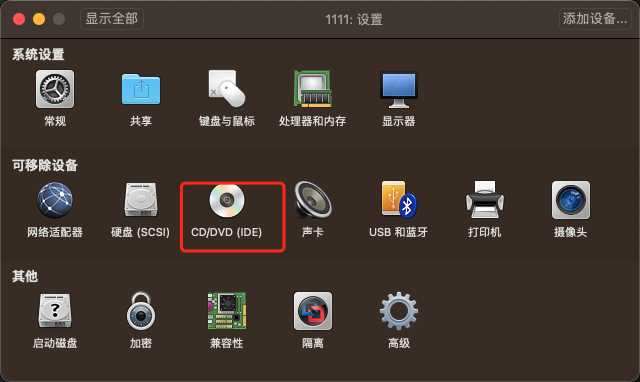 显示全部
1111: 设置
添加设备...
系统设置
常规
共享
键盘与鼠标
处理器和内存
显示器
可移除设备
网络适配器
硬盘 (SCSI)
CD/DVD (IDE)
声卡
USB 和蓝牙
打印机
摄像头
其他
启动磁盘
加密
兼容性
隔离
高级